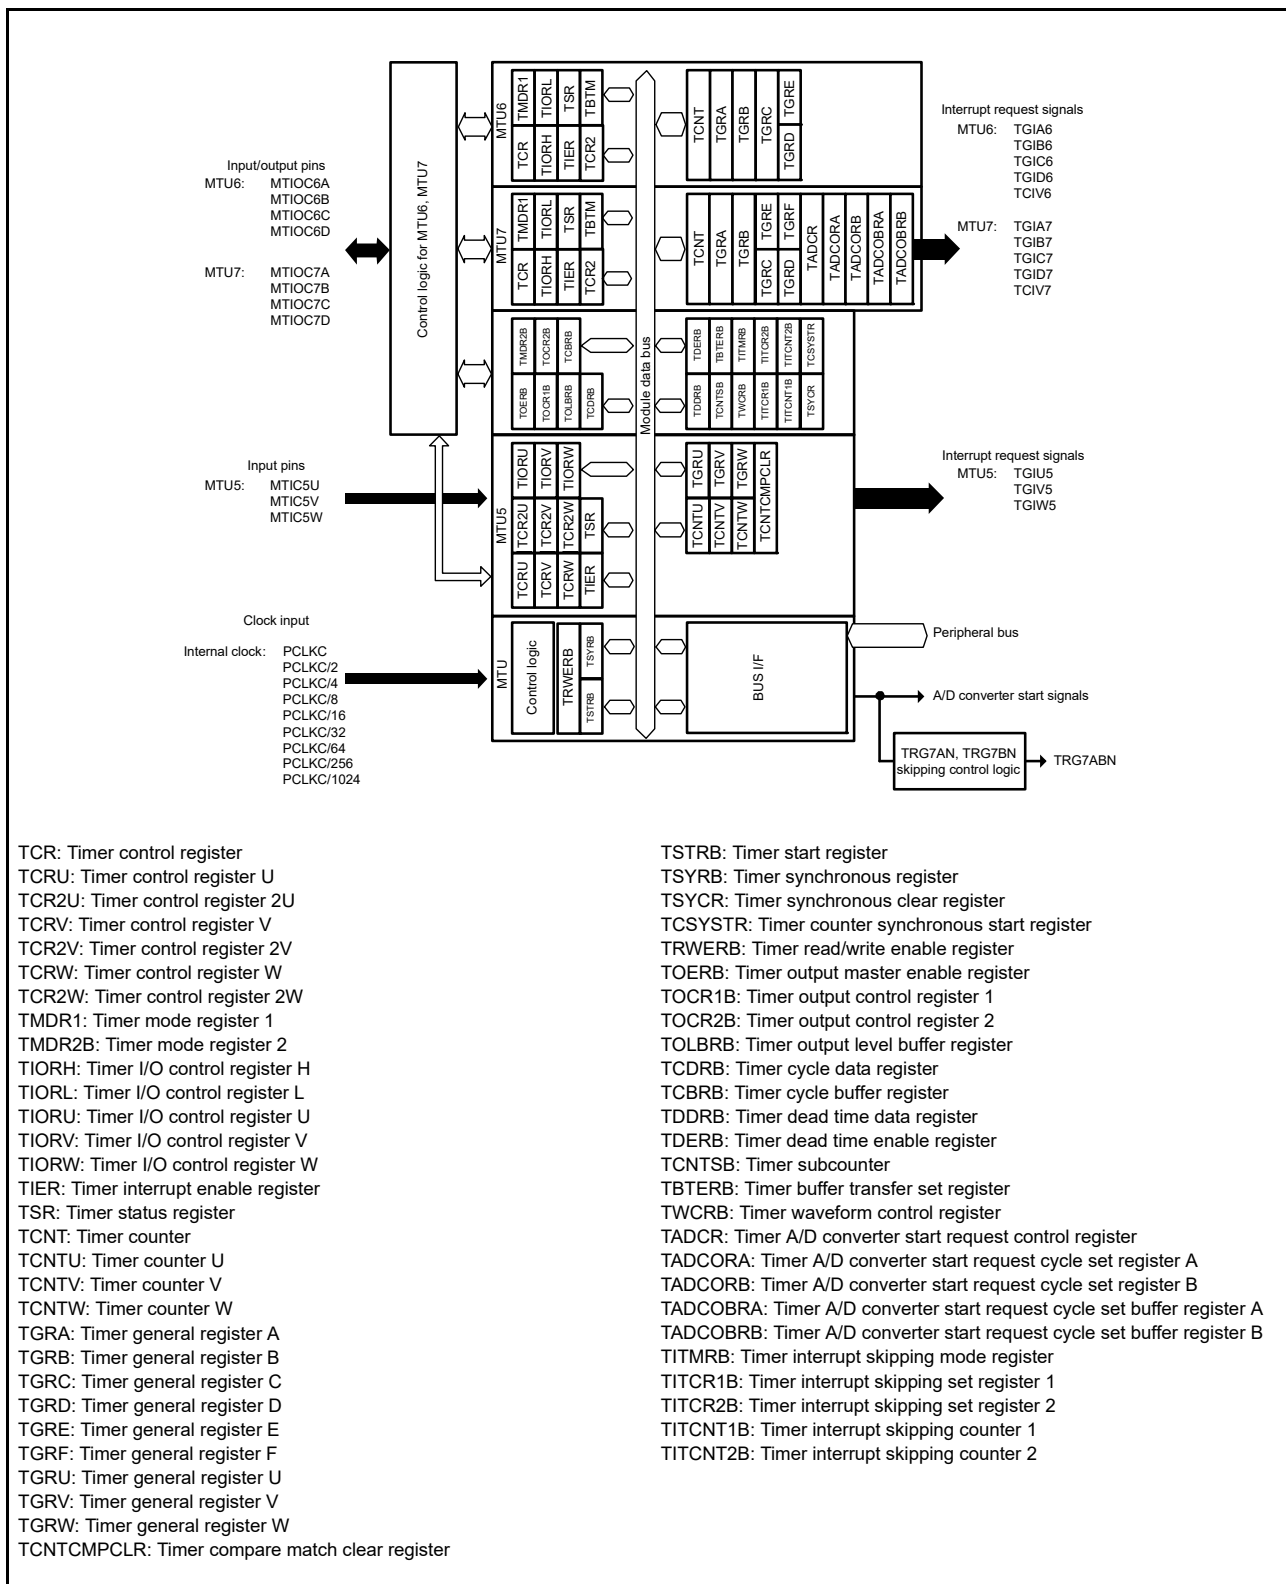 Input/output pins
MTU6: MTIOC6A
MTIOC6B
MTIOC6C
MTIOC6D
MTU7: MTIOC7A
MTIOC7B
MTIOC7C
MTIOC7D
Input pins
MTU5: MTIC5U
MTIC5V
MTIC5W
Clock input
Internal clock: PCLKC
PCLKC/2
PCLKC/4
PCLKC/8
PCLKC/16
PCLKC/32
PCLKC/64
PCLKC/256
PCLKC/1024
Control logic for MTU6, MTU7
MTU6
TMDR1 TIORL TSR TBTM
TCR TIORH TIER TCR2
TCNT TGRA TGRB TGRC TGRE
TGRD
MTU7
TMDR1 TIORL TSR TBTM
TCR TIORH TIER TCR2
TCNT TGRA TGRB TGRE TGRF TADCR TADCORA TADCORB TADCOBRA TADCOBRB
TGRC TGRD
TMDR2B TOCR2B TCBRB
TOERB TOCR1B TOLBRB TCDRB
Module data bus
TDERB TBTERB TITMRB TITCR2B TITCNT2B TCSYSTR
TDDRB TCNTSB TWCRB TITCR1B TITCNT1B TSYCR
MTU5
TIORU TIORV TIORW
TCR2U TCR2V TCR2W TSR
TCRU TCRV TCRW TIER
TGRU TGRV TGRW TCNTCMPCLR
TCNTU TCNTV TCNTW
MTU
Control logic
TRWERB
TSYRB
TSTRB
BUS I/F
Interrupt request signals
MTU6: TGIA6
TGIB6
TGIC6
TGID6
TCIV6
MTU7: TGIA7
TGIB7
TGIC7
TGID7
TCIV7
Interrupt request signals
MTU5: TGIU5
TGIV5
TGIW5
Peripheral bus
A/D converter start signals
TRG7AN, TRG7BN
skipping control logic
TRG7ABN
TCR: Timer control register
TCRU: Timer control register U
TCR2U: Timer control register 2U
TCRV: Timer control register V
TCR2V: Timer control register 2V
TCRW: Timer control register W
TCR2W: Timer control register 2W
TMDR1: Timer mode register 1
TMDR2B: Timer mode register 2
TIORH: Timer I/O control register H
TIORL: Timer I/O control register L
TIORU: Timer I/O control register U
TIORV: Timer I/O control register V
TIORW: Timer I/O control register W
TIER: Timer interrupt enable register
TSR: Timer status register
TCNT: Timer counter
TCNTU: Timer counter U
TCNTV: Timer counter V
TCNTW: Timer counter W
TGRA: Timer general register A
TGRB: Timer general register B
TGRC: Timer general register C
TGRD: Timer general register D
TGRE: Timer general register E
TGRF: Timer general register F
TGRU: Timer general register U
TGRV: Timer general register V
TGRW: Timer general register W
TCNTCMPCLR: Timer compare match clear register
TSTRB: Timer start register
TSYRB: Timer synchronous register
TSYCR: Timer synchronous clear register
TCSYSTR: Timer counter synchronous start register
TRWERB: Timer read/write enable register
TOERB: Timer output master enable register
TOCR1B: Timer output control register 1
TOCR2B: Timer output control register 2
TOLBRB: Timer output level buffer register
TCDRB: Timer cycle data register
TCBRB: Timer cycle buffer register
TDDRB: Timer dead time data register
TDERB: Timer dead time enable register
TCNTSB: Timer subcounter
TBTERB: Timer buffer transfer set register
TWCRB: Timer waveform control register
TADCR: Timer A/D converter start request control register
TADCORA: Timer A/D converter start request cycle set register A
TADCORB: Timer A/D converter start request cycle set register B
TADCOBRA: Timer A/D converter start request cycle set buffer register A
TADCOBRB: Timer A/D converter start request cycle set buffer register B
TITMRB: Timer interrupt skipping mode register
TITCR1B: Timer interrupt skipping set register 1
TITCR2B: Timer interrupt skipping set register 2
TITCNT1B: Timer interrupt skipping counter 1
TITCNT2B: Timer interrupt skipping counter 2